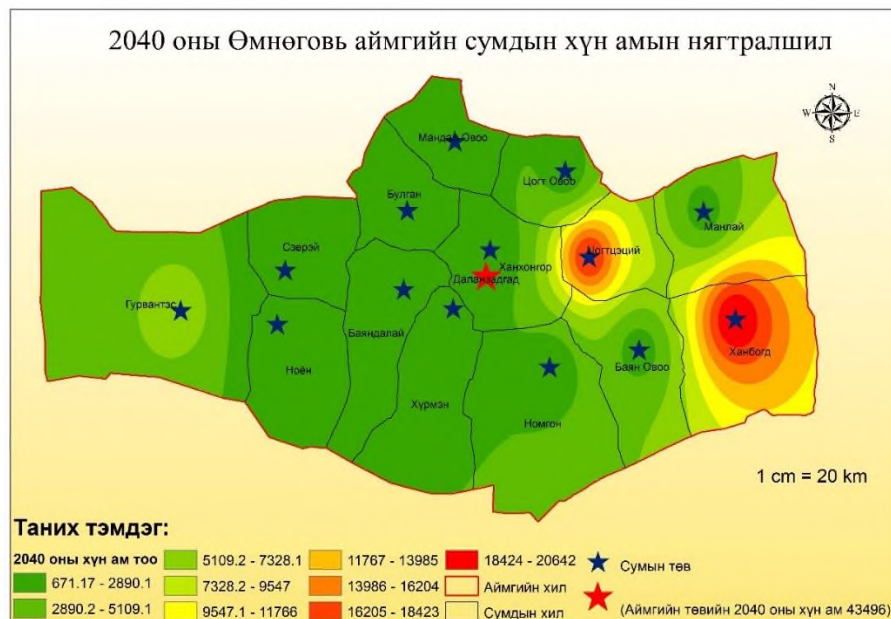 2040 оны Өмнөговь аймгийн сумдын хүн амын нягтралшил
N
W E
S
Мандал Овоо
Цогт Овоо
Булган
Манлай
Сэврэй
Цогтцэций
Ханхонгор
Даланзадгад
Гурвантэс
Баяндалай
Ханбогд
Баян Овоо
Ноён
Хүрмэн
Номгон
1 cm = 20 km
Таних тэмдэг:
2040 оны хүн ам тоо
671.17 - 2890.1
2890.2 - 5109.1
5109.2 - 7328.1
7328.2 - 9547
9547.1 - 11766
11767 - 13985
13986 - 16204
16205 - 18423
18424 - 20642
Аймгийн хил
Сумдын хил
Сумын төв
(Аймгийн төвийн 2040 оны хүн ам 43496)